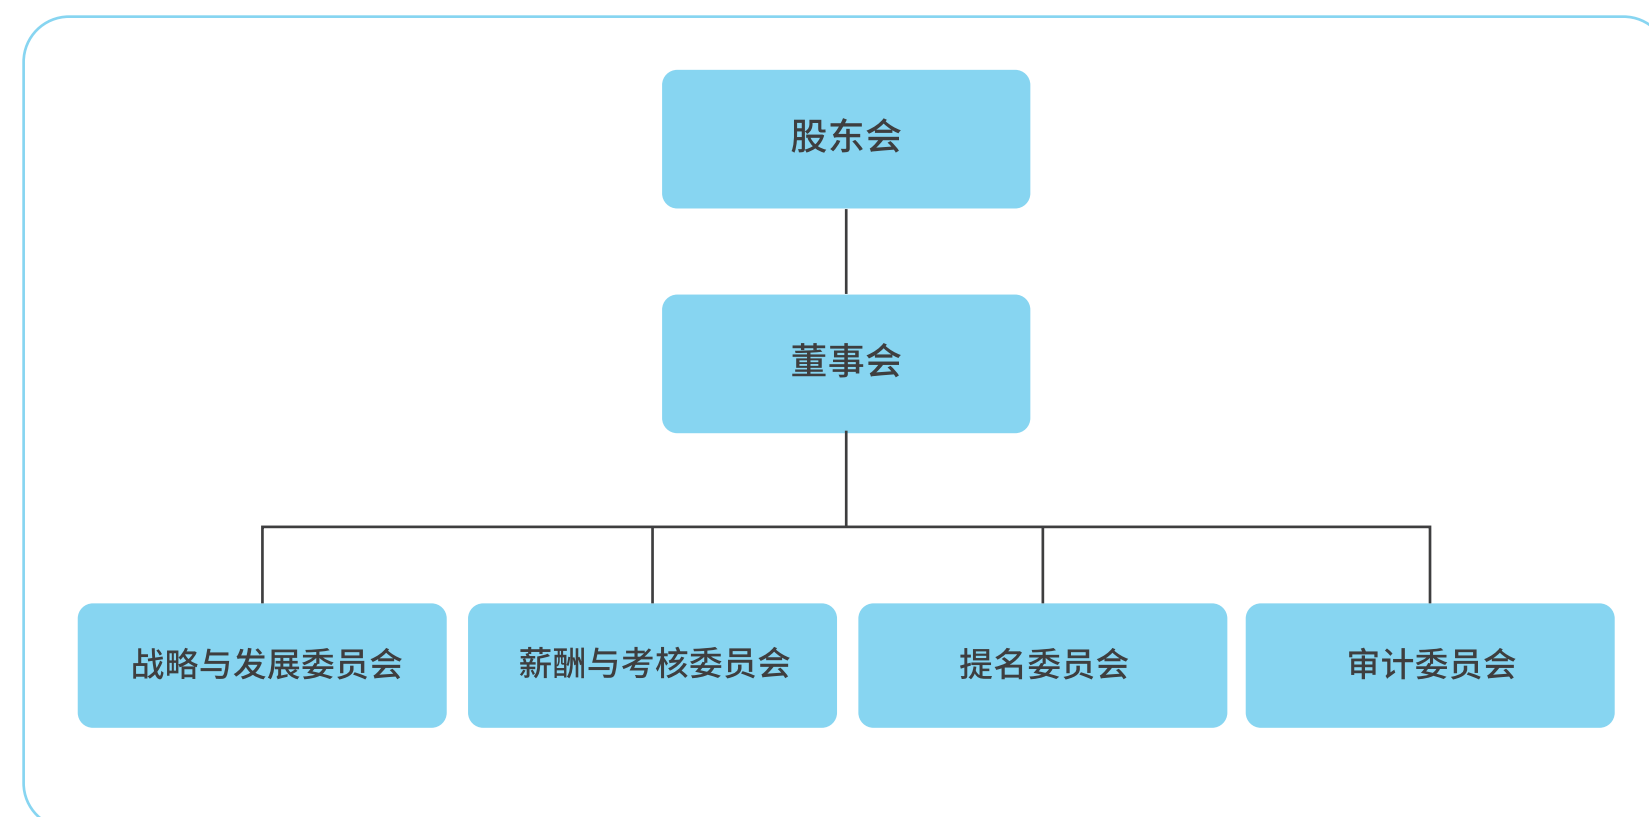 股东会
董事会
战略与发展委员会
薪酬与考核委员会
提名委员会
审计委员会